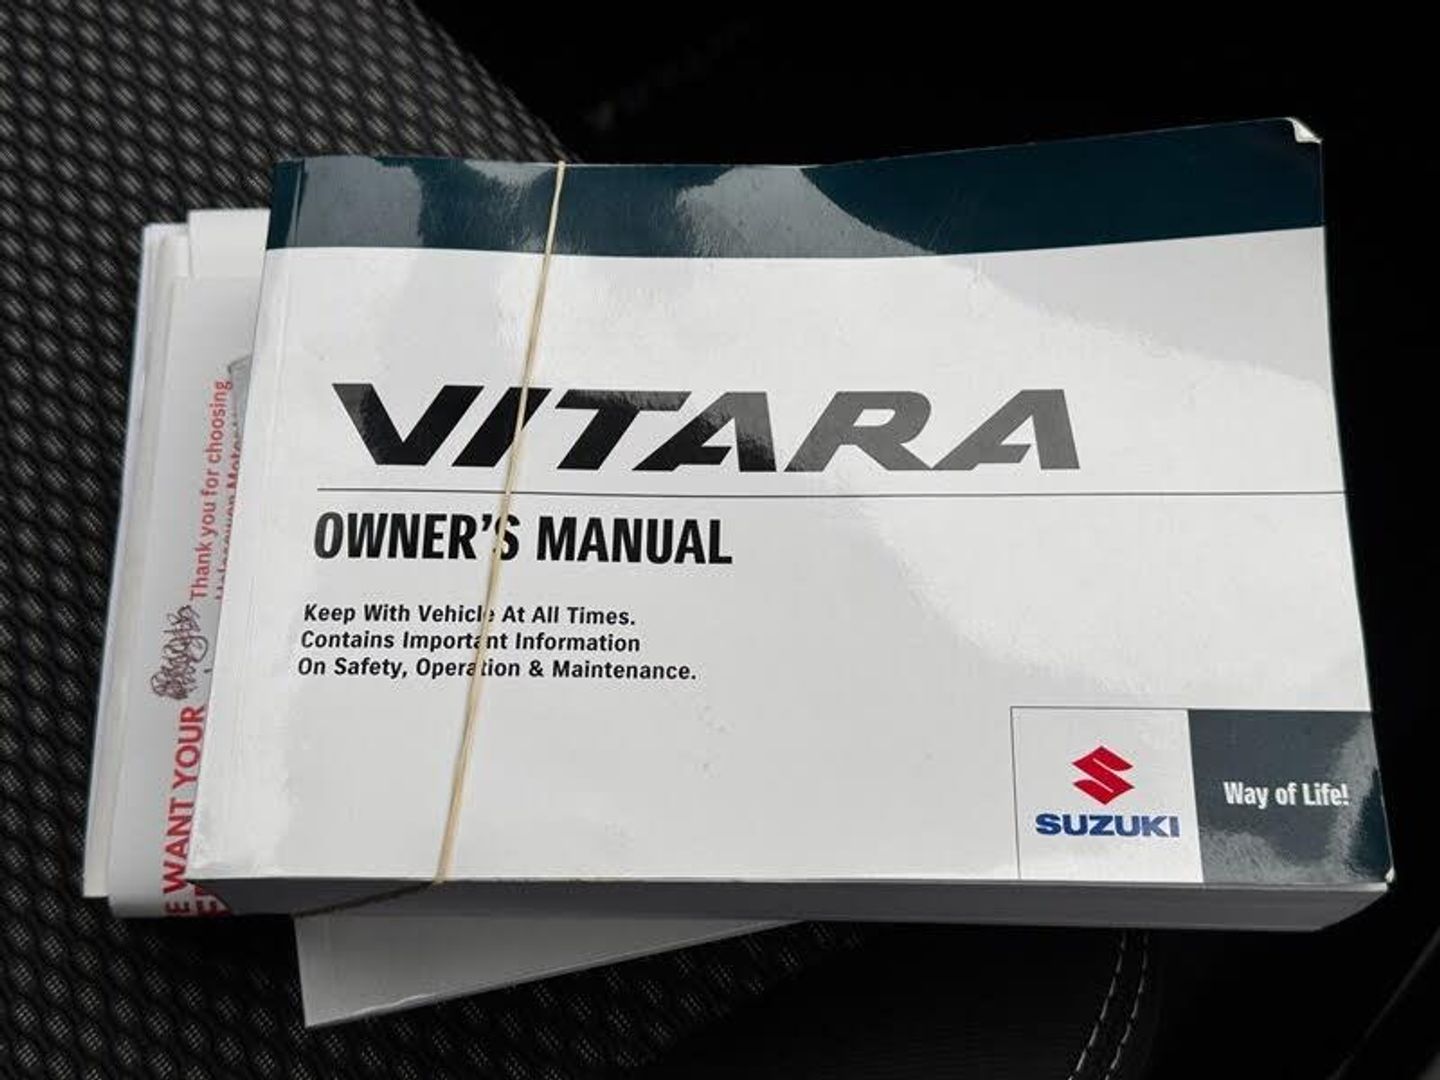 VITARA
OWNER'S MANUAL
Keep With Vehicle At All Times.
Contains Important Information
On Safety, Operation & Maintenance.
SUZUKI
Way of Life!
Thank you for choosing
WANT YOUR